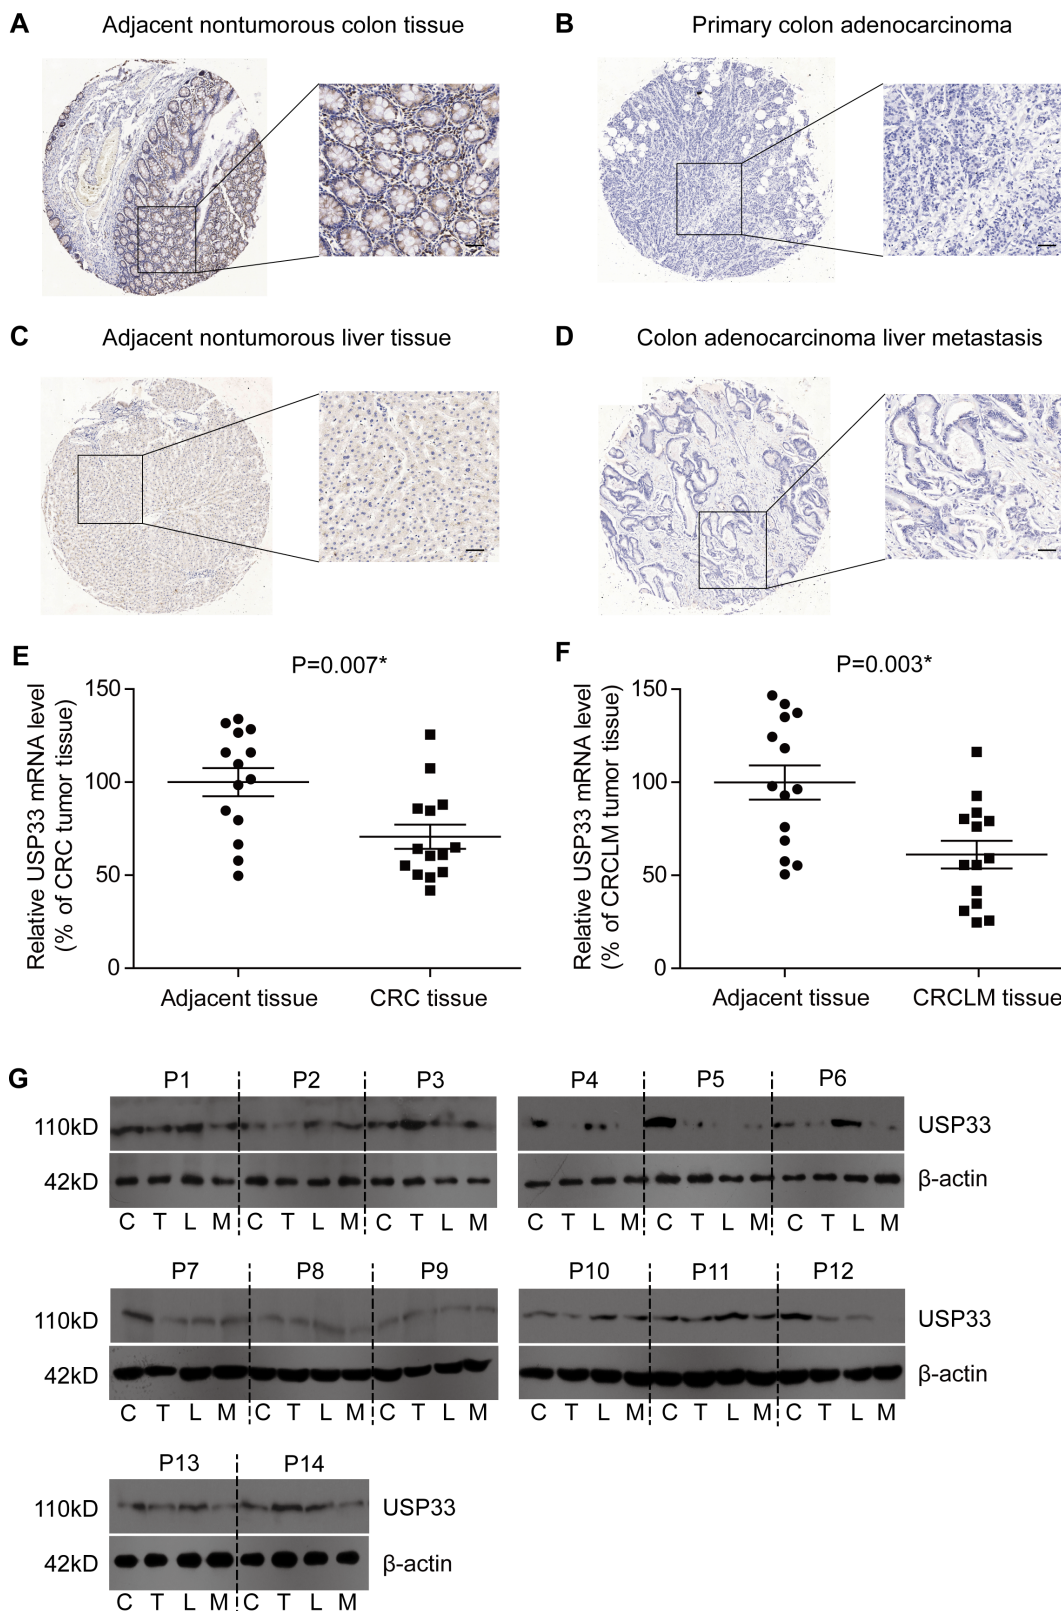 A Adjacent nontumorous colon tissue
B Primary colon adenocarcinoma
C Adjacent nontumorous liver tissue
D Colon adenocarcinoma liver metastasis
E
P=0.007*
Relative USP33 mRNA level
(% of CRC tumor tissue)
150
100
50
0
Adjacent tissue CRC tissue
F
P=0.003*
Relative USP33 mRNA level
(% of CRCLM tumor tissue)
150
100
50
0
Adjacent tissue CRCLM tissue
G
P1 P2 P3 P4 P5 P6
110kD USP33
42kD β-actin
C T L M C T L M C T L M C T L M C T L M C T L M
P7 P8 P9 P10 P11 P12
110kD USP33
42kD β-actin
C T L M C T L M C T L M C T L M C T L M C T L M
P13 P14
110kD USP33
42kD β-actin
C T L M C T L M